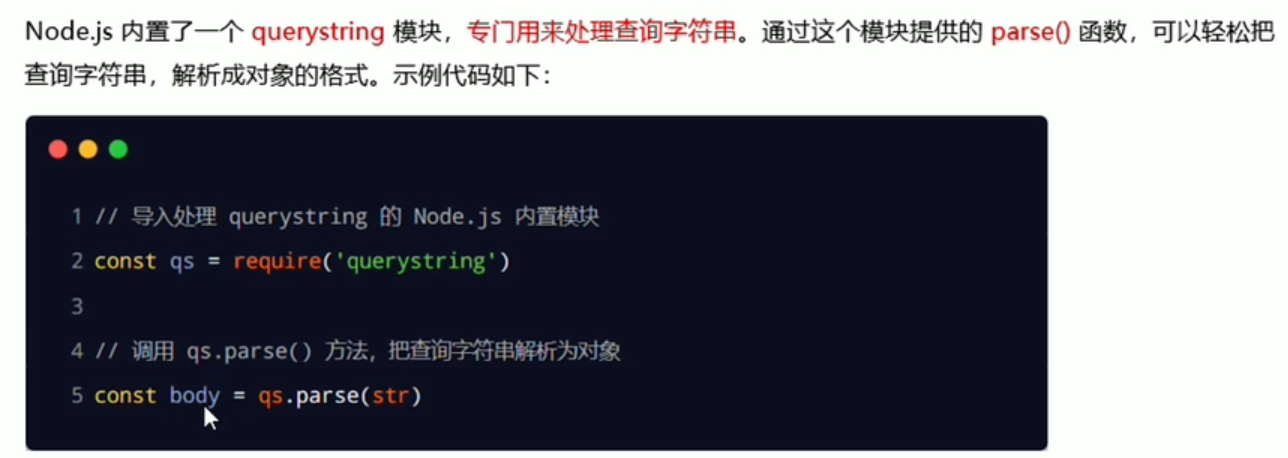 Node.js 内置了一个 querystring 模块，专门用来处理查询字符串。通过这个模块提供的 parse() 函数，可以轻松把
查询字符串，解析成对象的格式。示例代码如下：
1 // 导入处理 querystring 的 Node.js 内置模块
2 const qs = require('querystring')
3
4 // 调用 qs.parse() 方法，把查询字符串解析为对象
5 const body = qs.parse(str)